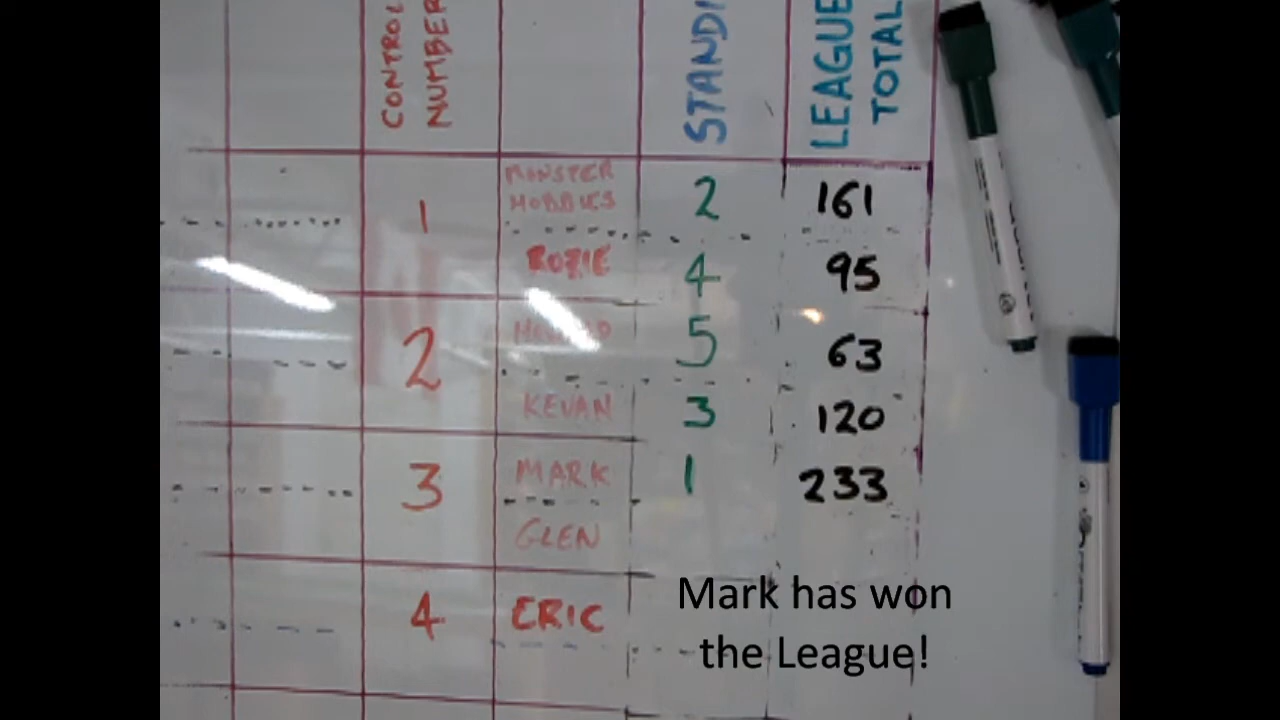 CONTROL
NUMBER
STANDI
LEAGUE
TOTAL
1 MONSTER
HOBBIES 2 161
ROZIE 4 95
2 5 63
KEVAN 3 120
3 MARK 1 233
GLEN
4 ERIC
Mark has won
the League!